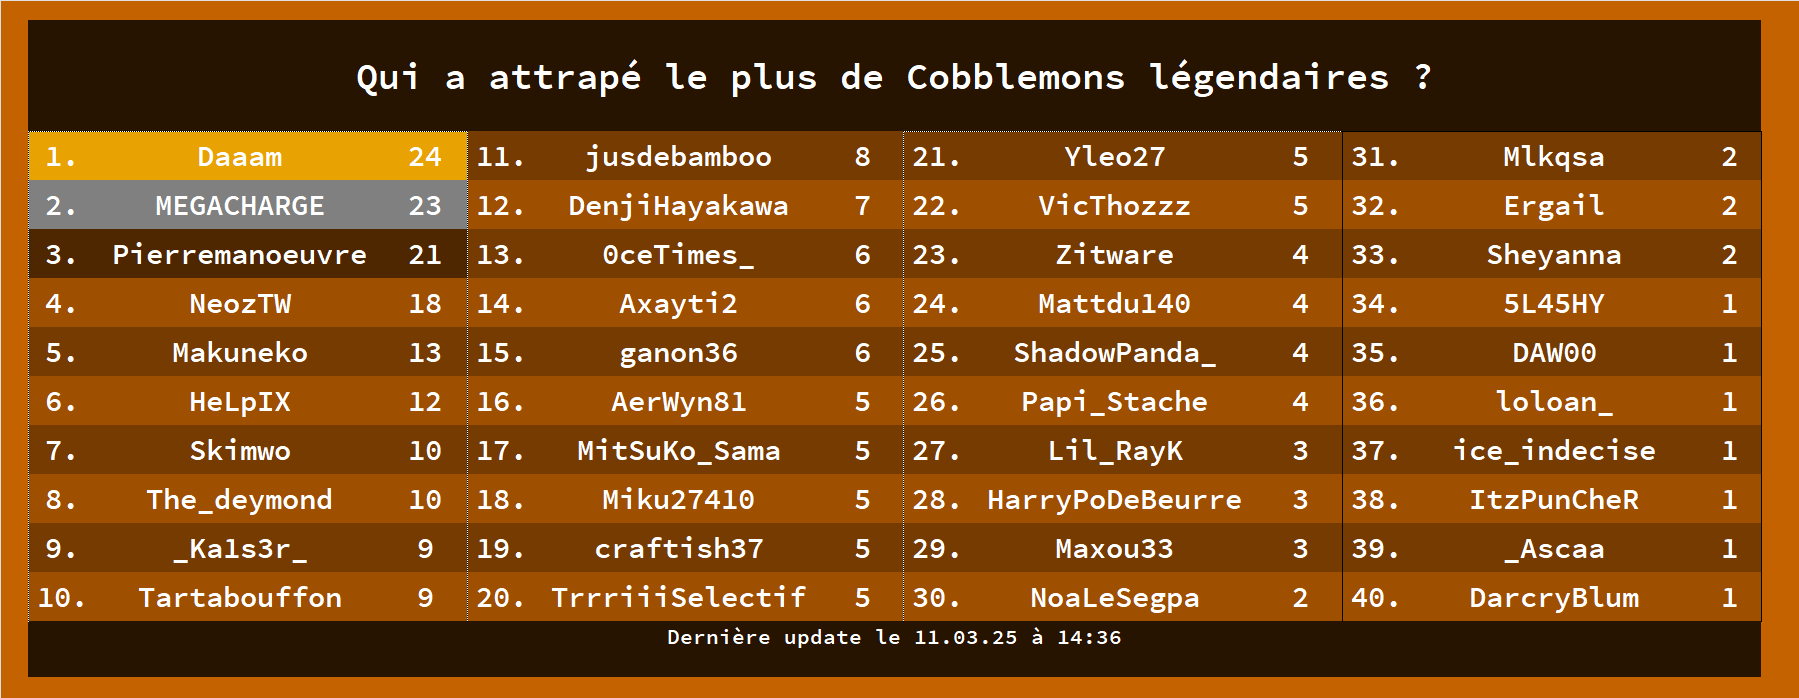 Qui a attrapé le plus de Cobblemons légendaires ?
1. Daaam 24
2. MEGACHARGE 23
3. Pierremanoeuvre 21
4. NeozTW 18
5. Makuneko 13
6. HeLpIX 12
7. Skimwo 10
8. The_deymond 10
9. _Ka1s3r_ 9
10. Tartabouffon 9
11. jusdebamboo 8
12. DenjiHayakawa 7
13. 0ceTimes_ 6
14. Axayti2 6
15. ganon36 6
16. AerWyn81 5
17. MitSuKo_Sama 5
18. Miku27410 5
19. craftish37 5
20. TrrriiiSelectif 5
21. Yleo27 5
22. VicThozzz 5
23. Zitware 4
24. Mattdu140 4
25. ShadowPanda_ 4
26. Papi_Stache 4
27. Lil_RayK 3
28. HarryPoDeBeurre 3
29. Maxou33 3
30. NoaLeSegpa 2
31. Mlkqsa 2
32. Ergail 2
33. Sheyanna 2
34. 5L45HY 1
35. DAW00 1
36. loloan_ 1
37. ice_indecise 1
38. ItzPunCheR 1
39. _Ascaa 1
40. DarcryBlum 1
Dernière update le 11.03.25 à 14:36